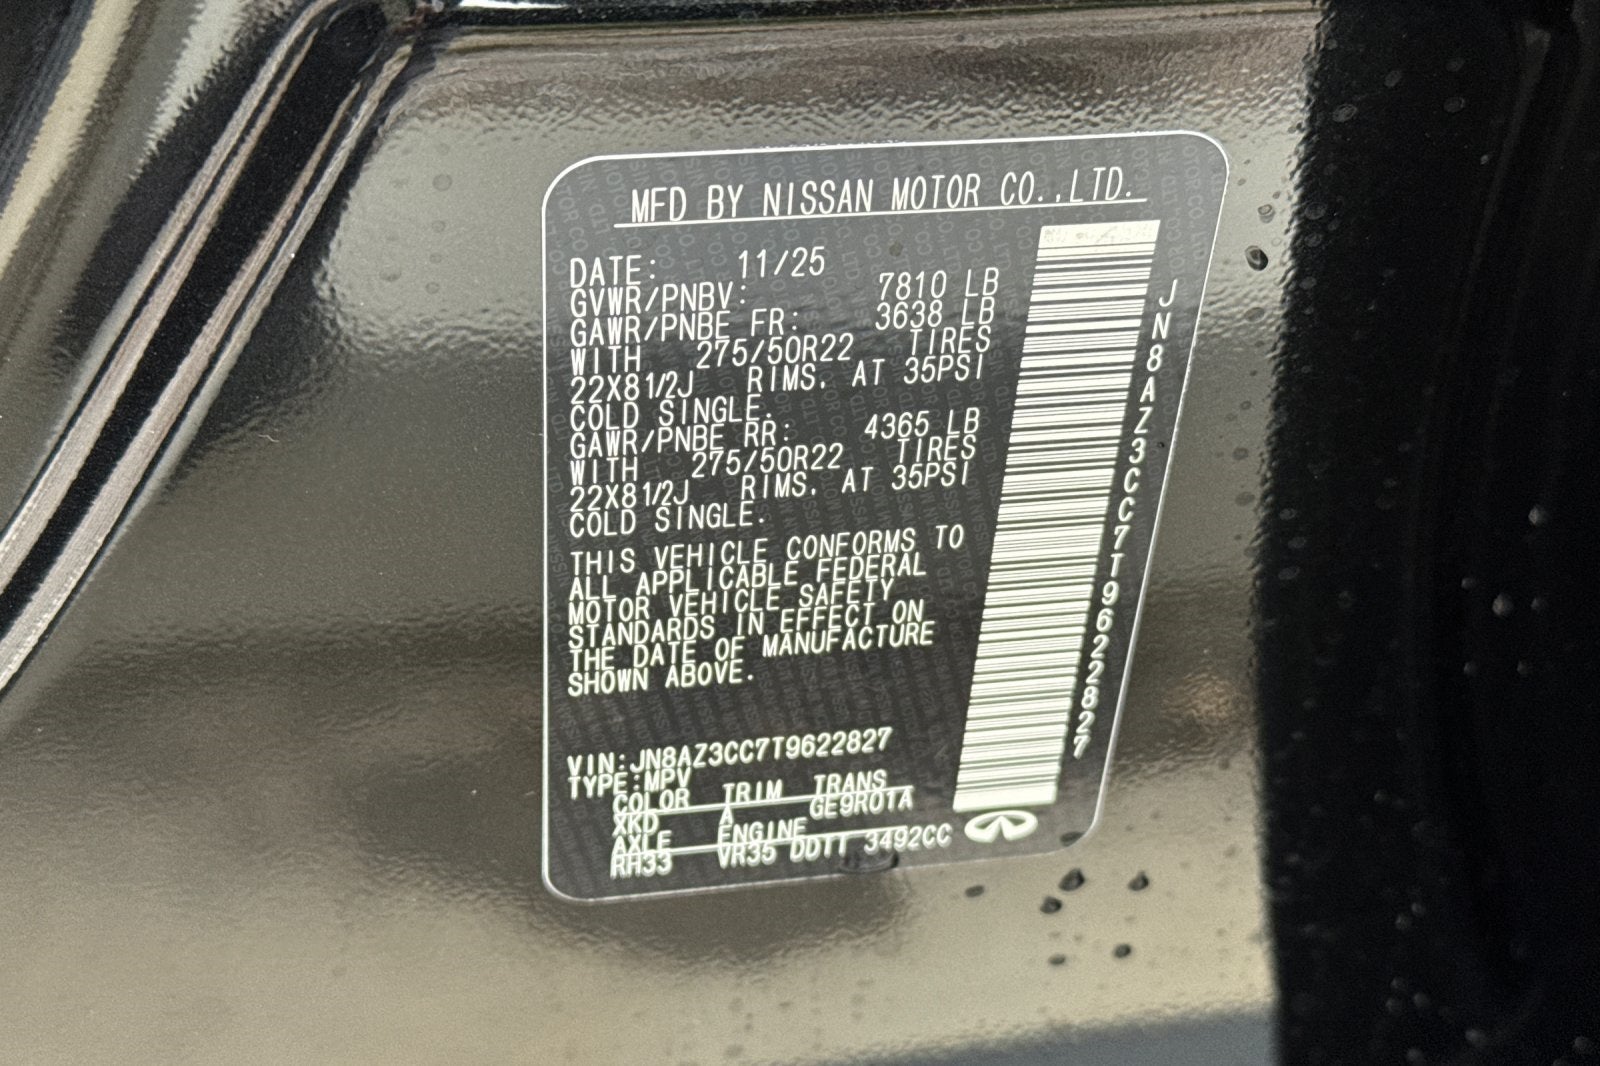 MFD BY NISSAN MOTOR CO.,LTD.
DATE: 11/25
GVWR/PNBV: 7810 LB
GAWR/PNBE FR: 3638 LB
WITH 275/50R22 TIRES
22X81/2J RIMS. AT 35PSI
COLD SINGLE.
GAWR/PNBE RR: 4365 LB
WITH 275/50R22 TIRES
22X81/2J RIMS. AT 35PSI
COLD SINGLE.
THIS VEHICLE CONFORMS TO
ALL APPLICABLE FEDERAL
MOTOR VEHICLE SAFETY
STANDARDS IN EFFECT ON
THE DATE OF MANUFACTURE
SHOWN ABOVE.
VIN:JN8AZ3CC7T9622827
TYPE:MPV
COLOR TRIM TRANS
XKD A GE9R01A
AXLE ENGINE
RH33 VR35 DDTT 3492CC
JN8AZ3CC7T9622827